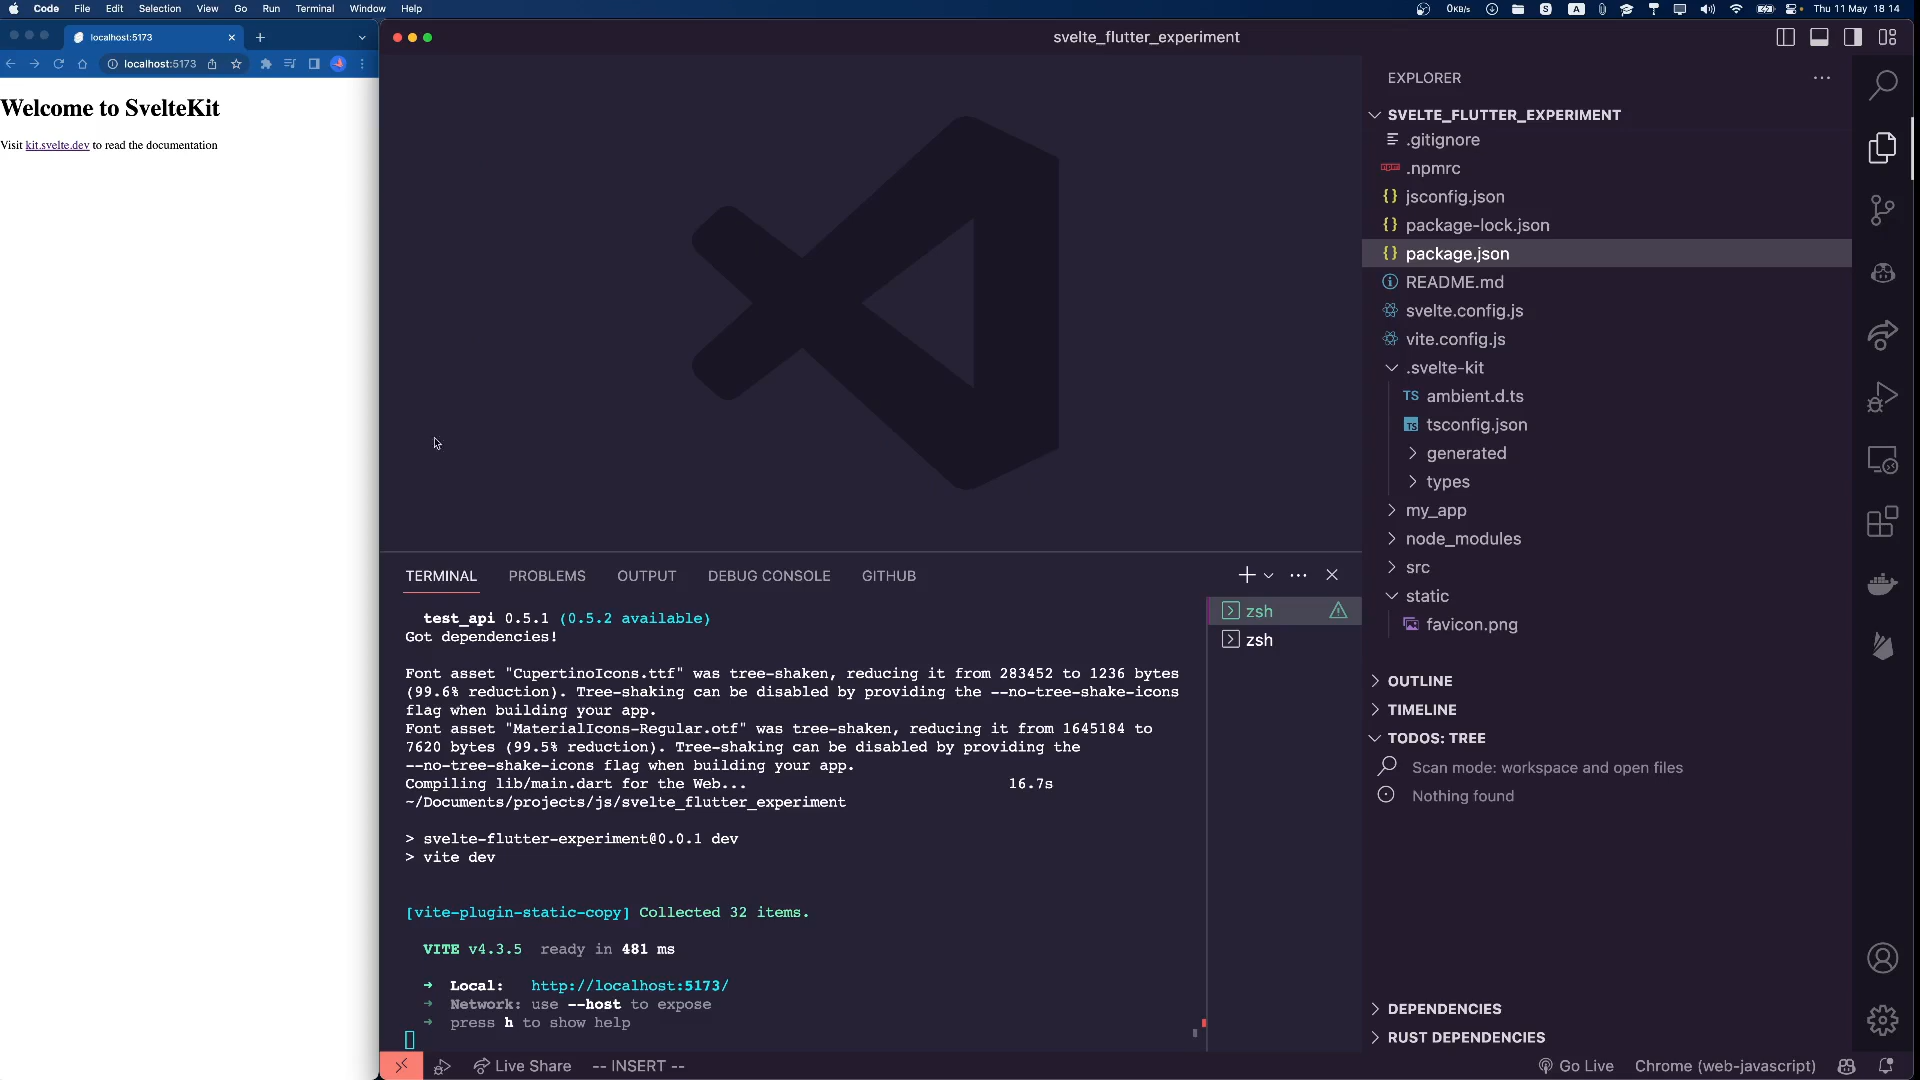 Code File Edit Selection View Go Run Terminal Window Help
0KB/s
S
A
Thu 11 May 18 14
localhost:5173
localhost:5173
Welcome to SvelteKit
Visit kit.svelte.dev to read the documentation
svelte_flutter_experiment
EXPLORER
SVELTE_FLUTTER_EXPERIMENT
.gitignore
npm .npmrc
{} jsconfig.json
{} package-lock.json
{} package.json
README.md
svelte.config.js
vite.config.js
.svelte-kit
TS ambient.d.ts
TS tsconfig.json
generated
types
my_app
node_modules
src
static
favicon.png
OUTLINE
TIMELINE
TODOS: TREE
Scan mode: workspace and open files
Nothing found
DEPENDENCIES
RUST DEPENDENCIES
TERMINAL PROBLEMS OUTPUT DEBUG CONSOLE GITHUB
zsh
zsh
test_api 0.5.1 (0.5.2 available)
Got dependencies!
Font asset "CupertinoIcons.ttf" was tree-shaken, reducing it from 283452 to 1236 bytes
(99.6% reduction). Tree-shaking can be disabled by providing the --no-tree-shake-icons
flag when building your app.
Font asset "MaterialIcons-Regular.otf" was tree-shaken, reducing it from 1645184 to
7620 bytes (99.5% reduction). Tree-shaking can be disabled by providing the
--no-tree-shake-icons flag when building your app.
Compiling lib/main.dart for the Web... 16.7s
~/Documents/projects/js/svelte_flutter_experiment
> svelte-flutter-experiment@0.0.1 dev
> vite dev
[vite-plugin-static-copy] Collected 32 items.
VITE v4.3.5 ready in 481 ms
➜ Local: http://localhost:5173/
➜ Network: use --host to expose
➜ press h to show help
Live Share -- INSERT --
Go Live Chrome (web-javascript)